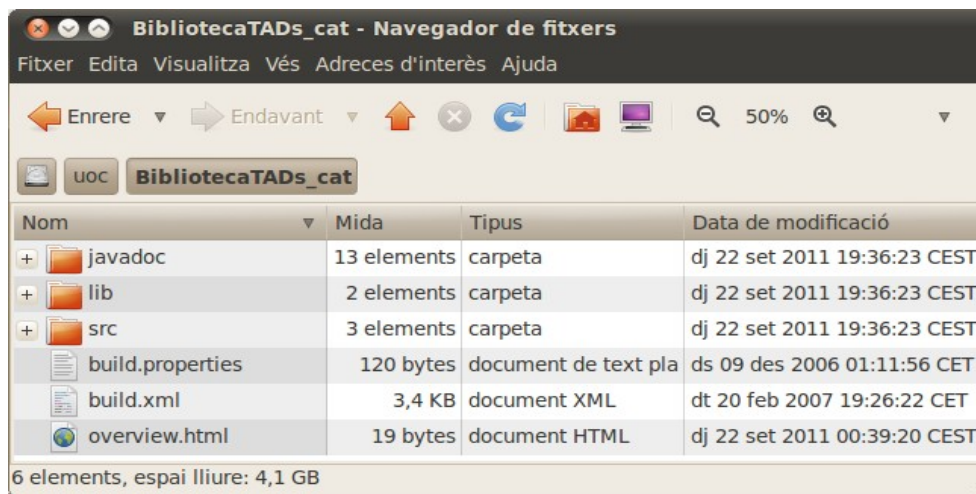 BibliotecaTADs_cat - Navegador de fitxers
Fitxer Edita Visualitza Vés Adreces d'interès Ajuda
Enrere Endavant 50%
uoc BibliotecaTADs_cat
Nom Mida Tipus Data de modificació
javadoc 13 elements carpeta dj 22 set 2011 19:36:23 CEST
lib 2 elements carpeta dj 22 set 2011 19:36:23 CEST
src 3 elements carpeta dj 22 set 2011 19:36:23 CEST
build.properties 120 bytes document de text pla ds 09 des 2006 01:11:56 CET
build.xml 3,4 KB document XML dt 20 feb 2007 19:26:22 CET
overview.html 19 bytes document HTML dj 22 set 2011 00:39:20 CEST
6 elements, espai lliure: 4,1 GB